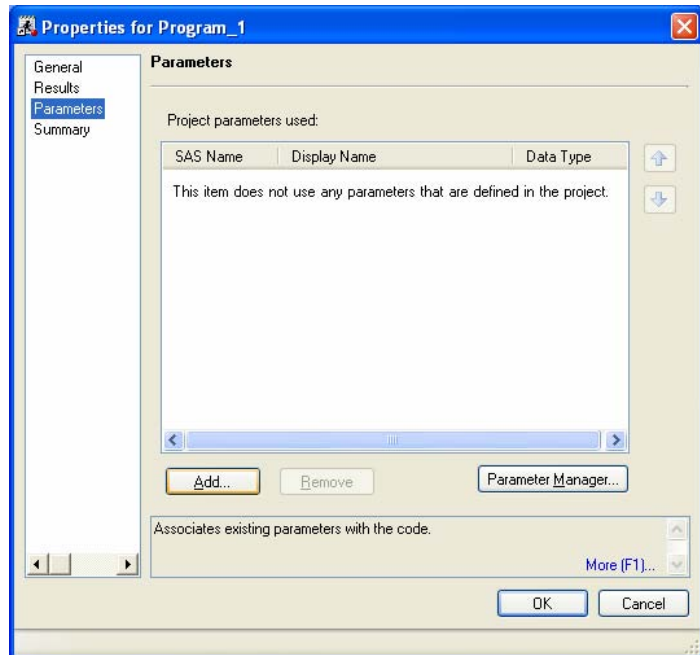 Properties for Program_1
General
Results
Parameters
Summary
Parameters
Project parameters used:
SAS Name Display Name Data Type
This item does not use any parameters that are defined in the project.
Add... Remove Parameter Manager...
Associates existing parameters with the code.
More (F1)...
OK Cancel